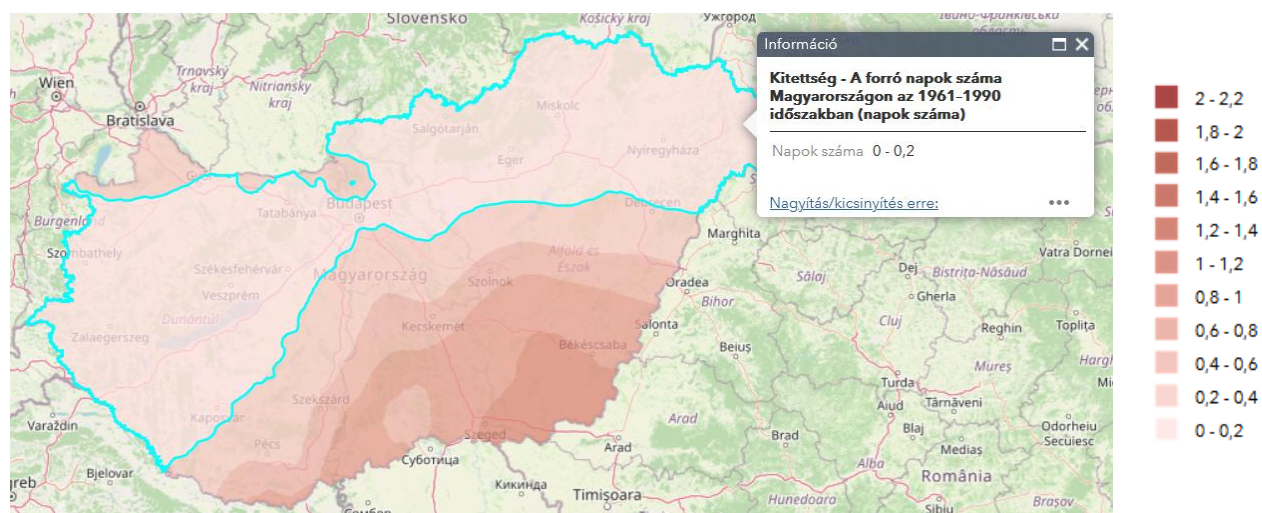 Slovensko
Košický kraj
Ужгород
Wien
Trnavský
kraj
Nitriansky
kraj
Bratislava
Miskolc
Salgótarján
Eger
Nyíregyháza
Tatabánya
Budapest
Debrecen
Burgenland
Szombathely
Székesfehérvár
Magyarország
Alföld és
Észak
Szolnok
Veszprém
Dunántúl
Zalaegerszeg
Kecskemét
Békéscsaba
Szekszárd
Kaposvár
Pécs
Szeged
Varaždin
Bjelovar
Суботица
Кикинда
Timișoara
Arad
Arad
Marghita
Oradea
Bihor
Salonta
Beiuș
Sălaj
Dej
Bistrița-Năsăud
Gherla
Vatra Dornei
Cluj
Reghin
Toplița
Mureș
Turda
Târnăveni
Aiud
Blaj
Mediaș
Odorheiu
Secuiesc
Brad
Alba
România
Hunedoara
Sibiu
Brașov
Információ
Kitettség - A forró napok száma
Magyarországon az 1961–1990
időszakban (napok száma)
Napok száma 0 - 0,2
Nagyítás/kicsinyítés erre:
2 - 2,2
1,8 - 2
1,6 - 1,8
1,4 - 1,6
1,2 - 1,4
1 - 1,2
0,8 - 1
0,6 - 0,8
0,4 - 0,6
0,2 - 0,4
0 - 0,2